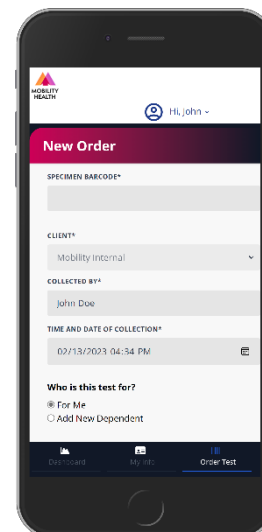 MOBILITY
HEALTH
Hi, John
New Order
SPECIMEN BARCODE*
CLIENT*
Mobility Internal
COLLECTED BY*
John Doe
TIME AND DATE OF COLLECTION*
02/13/2023 04:34 PM
Who is this test for?
For Me
Add New Dependent
Dashboard My Info Order Test